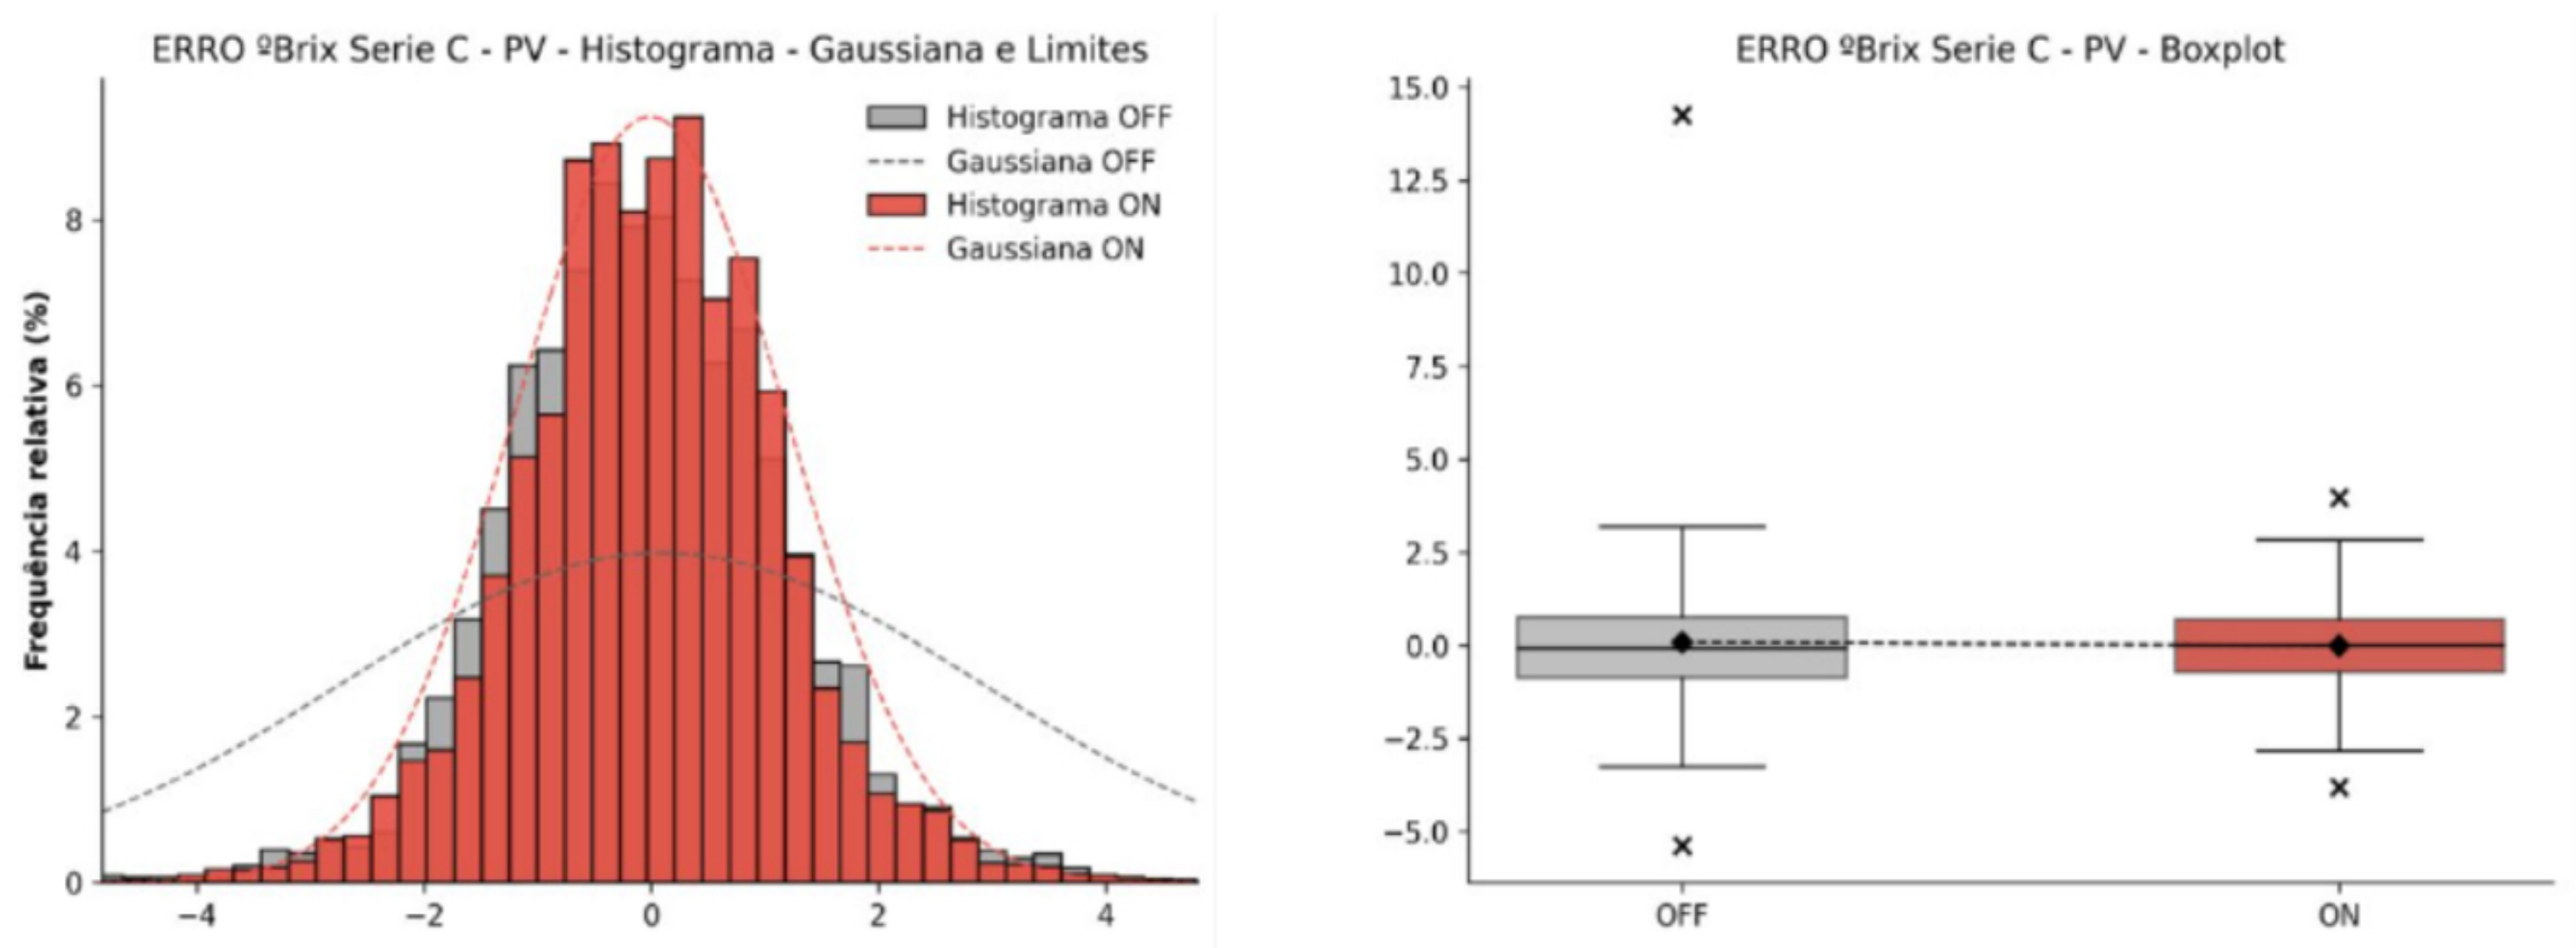 ERRO ºBrix Serie C - PV - Histograma - Gaussiana e Limites
Histograma OFF
Gaussiana OFF
Histograma ON
Gaussiana ON
Frequência relativa (%)
8
6
4
2
0
−4
−2
0
2
4
ERRO ºBrix Serie C - PV - Boxplot
15.0
12.5
10.0
7.5
5.0
2.5
0.0
−2.5
−5.0
OFF
ON